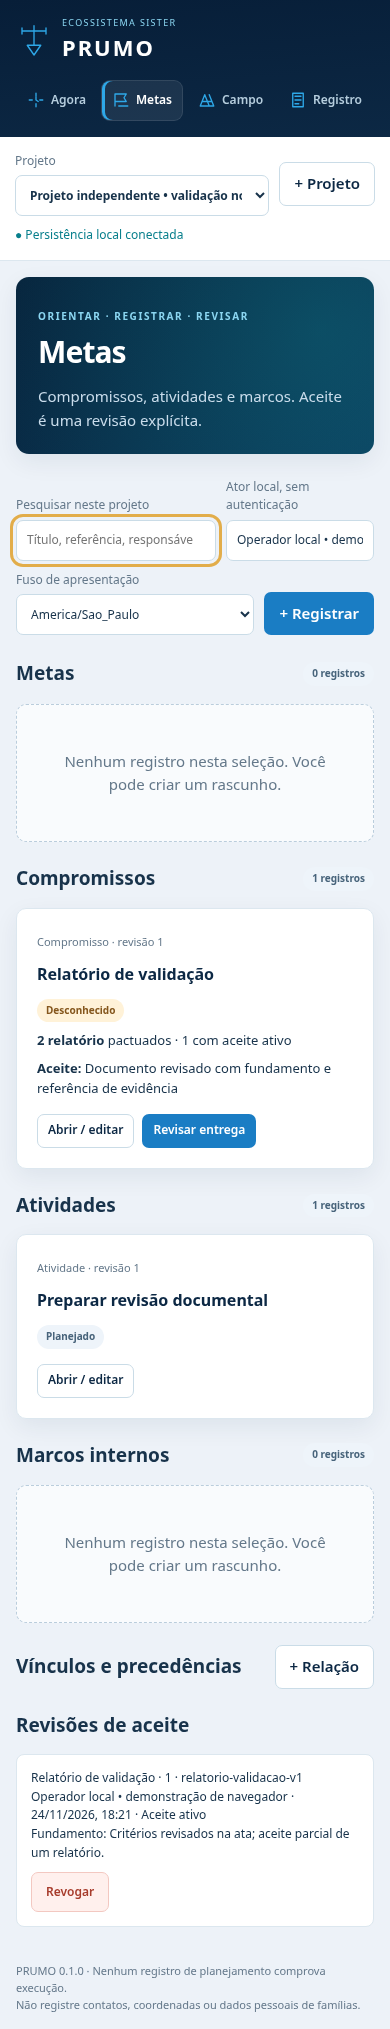 ECOSSISTEMA SISTER
PRUMO
Agora
Metas
Campo
Registro
Projeto
Projeto independente • validação no
+ Projeto
● Persistência local conectada
ORIENTAR · REGISTRAR · REVISAR
Metas
Compromissos, atividades e marcos. Aceite
é uma revisão explícita.
Pesquisar neste projeto
Ator local, sem
autenticação
Título, referência, responsáve
Operador local • demo
Fuso de apresentação
America/Sao_Paulo
+ Registrar
Metas
0 registros
Nenhum registro nesta seleção. Você
pode criar um rascunho.
Compromissos
1 registros
Compromisso · revisão 1
Relatório de validação
Desconhecido
2 relatório pactuados · 1 com aceite ativo
Aceite: Documento revisado com fundamento e
referência de evidência
Abrir / editar
Revisar entrega
Atividades
1 registros
Atividade · revisão 1
Preparar revisão documental
Planejado
Abrir / editar
Marcos internos
0 registros
Nenhum registro nesta seleção. Você
pode criar um rascunho.
Vínculos e precedências
+ Relação
Revisões de aceite
Relatório de validação · 1 · relatorio-validacao-v1
Operador local • demonstração de navegador ·
24/11/2026, 18:21 · Aceite ativo
Fundamento: Critérios revisados na ata; aceite parcial de
um relatório.
Revogar
PRUMO 0.1.0 · Nenhum registro de planejamento comprova
execução.
Não registre contatos, coordenadas ou dados pessoais de famílias.